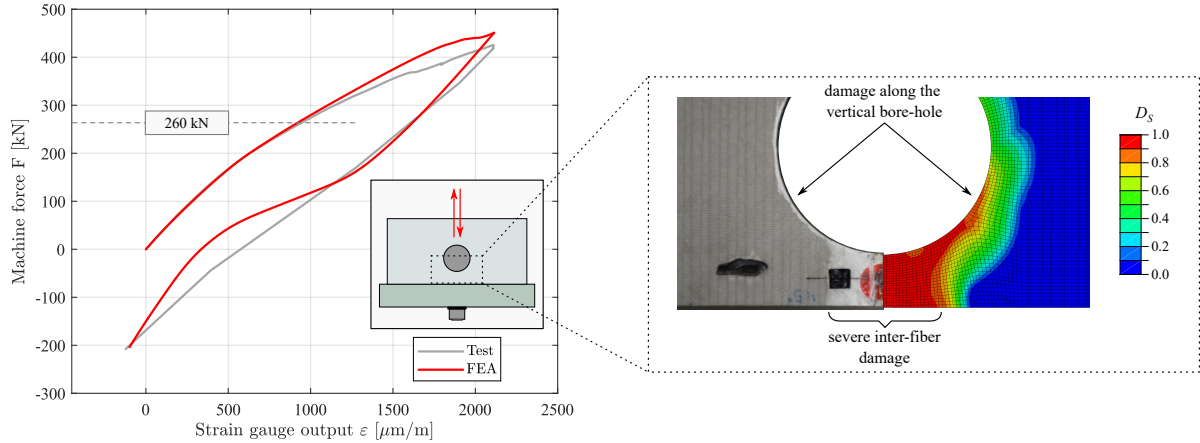 500
400
300
200
100
0
-100
-200
-300
0
500
1000
1500
2000
2500
Machine force F [kN]
Strain gauge output ε [μm/m]
260 kN
Test
FEA
damage along the
vertical bore-hole
severe inter-fiber
damage
D_S
1.0
0.8
0.6
0.4
0.2
0.0